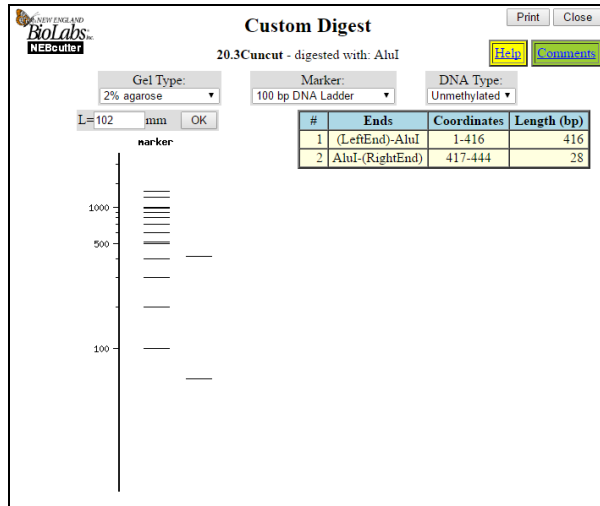 NEW ENGLAND
BioLabs Inc.
NEBcutter
Custom Digest
Print Close
20.3Cuncut - digested with: AluI
Help Comments
Gel Type: Marker: DNA Type:
2% agarose 100 bp DNA Ladder Unmethylated
L= 102 mm OK
# Ends Coordinates Length (bp)
1 (LeftEnd)-AluI 1-416 416
2 AluI-(RightEnd) 417-444 28
marker
1000
500
100